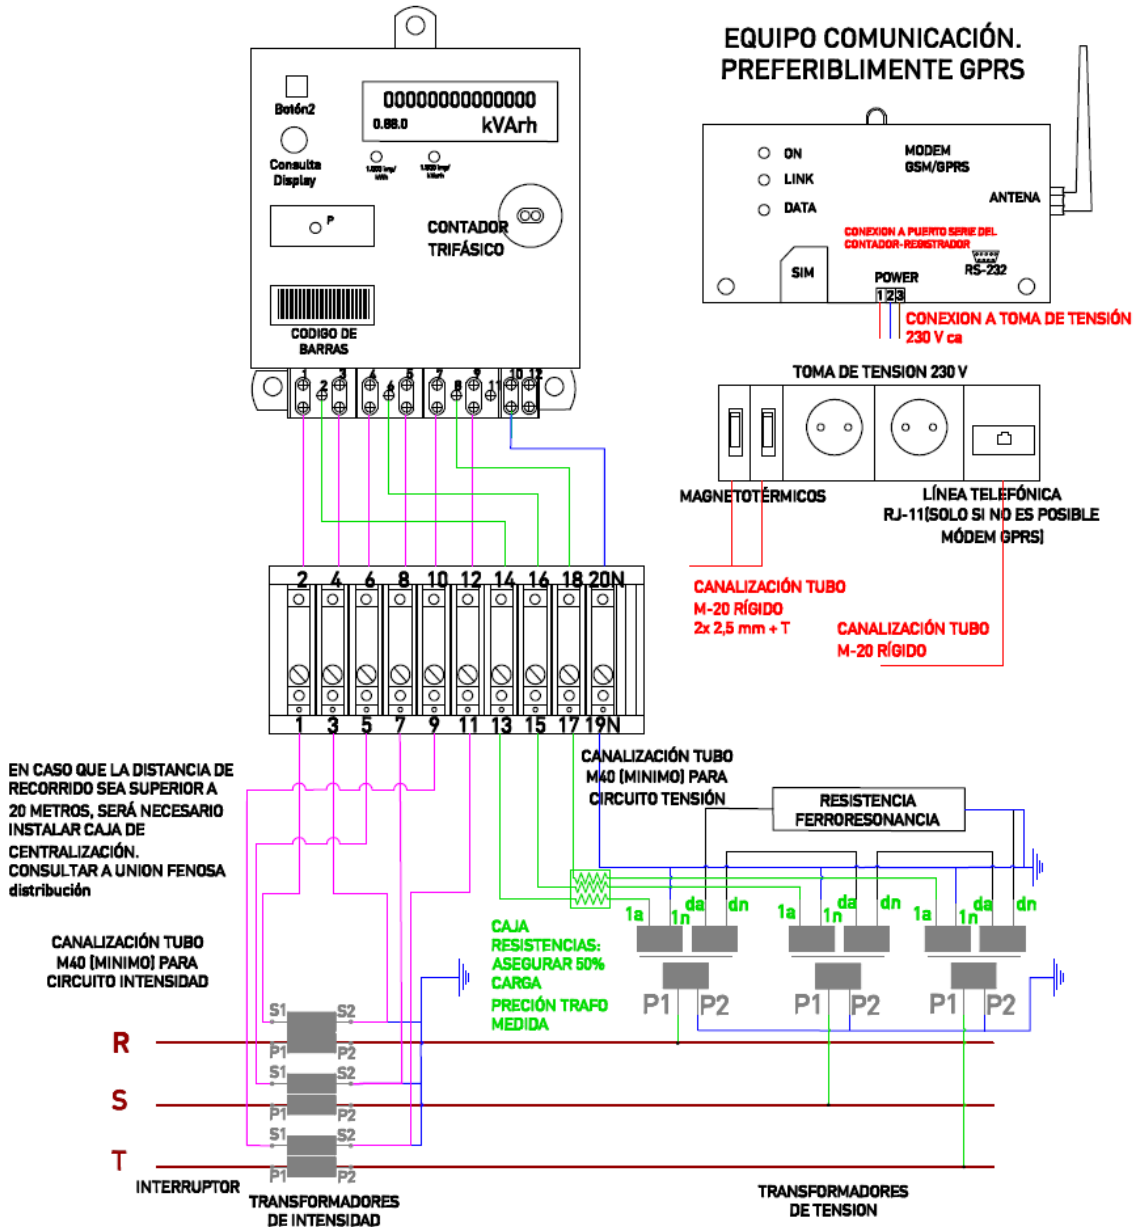 EQUIPO COMUNICACIÓN.
PREFERIBLIMENTE GPRS
Botón2
Consulta
Display
00000000000000
0.88.0 kVArh
1.000 imp/
kWh
P
CONTADOR
TRIFÁSICO
CODIGO DE
BARRAS
ON
LINK
DATA
MODEM
GSM/GPRS
ANTENA
CONEXION A PUERTO SERIE DEL
CONTADOR-REGISTRADOR
RS-232
SIM
POWER
1 2 3
CONEXION A TOMA DE TENSIÓN
230 V ca
1 2 3 4 6 5 7 8 9 11 10 12
TOMA DE TENSION 230 V
MAGNETOTÉRMICOS
LÍNEA TELEFÓNICA
RJ-11(SOLO SI NO ES POSIBLE
MÓDEM GPRS)
CANALIZACIÓN TUBO
M-20 RÍGIDO
2x 2,5 mm + T
CANALIZACIÓN TUBO
M-20 RÍGIDO
2 4 6 8 10 12 14 16 18 20N
1 3 5 7 9 11 13 15 17 19N
EN CASO QUE LA DISTANCIA DE
RECORRIDO SEA SUPERIOR A
20 METROS, SERÁ NECESARIO
INSTALAR CAJA DE
CENTRALIZACIÓN.
CONSULTAR A UNION FENOSA
distribución
CANALIZACIÓN TUBO
M40 (MINIMO) PARA
CIRCUITO TENSIÓN
RESISTENCIA
FERRORESONANCIA
1a 1n da dn
1a 1n da dn
1a 1n da dn
CAJA
RESISTENCIAS:
ASEGURAR 50%
CARGA
PRECIÓN TRAFO
MEDIDA
CANALIZACIÓN TUBO
M40 (MINIMO) PARA
CIRCUITO INTENSIDAD
P1 P2
P1 P2
P1 P2
S1 S2
R
P1 P2
S1 S2
S
P1 P2
S1 S2
T
P1 P2
INTERRUPTOR
TRANSFORMADORES
DE INTENSIDAD
TRANSFORMADORES
DE TENSION